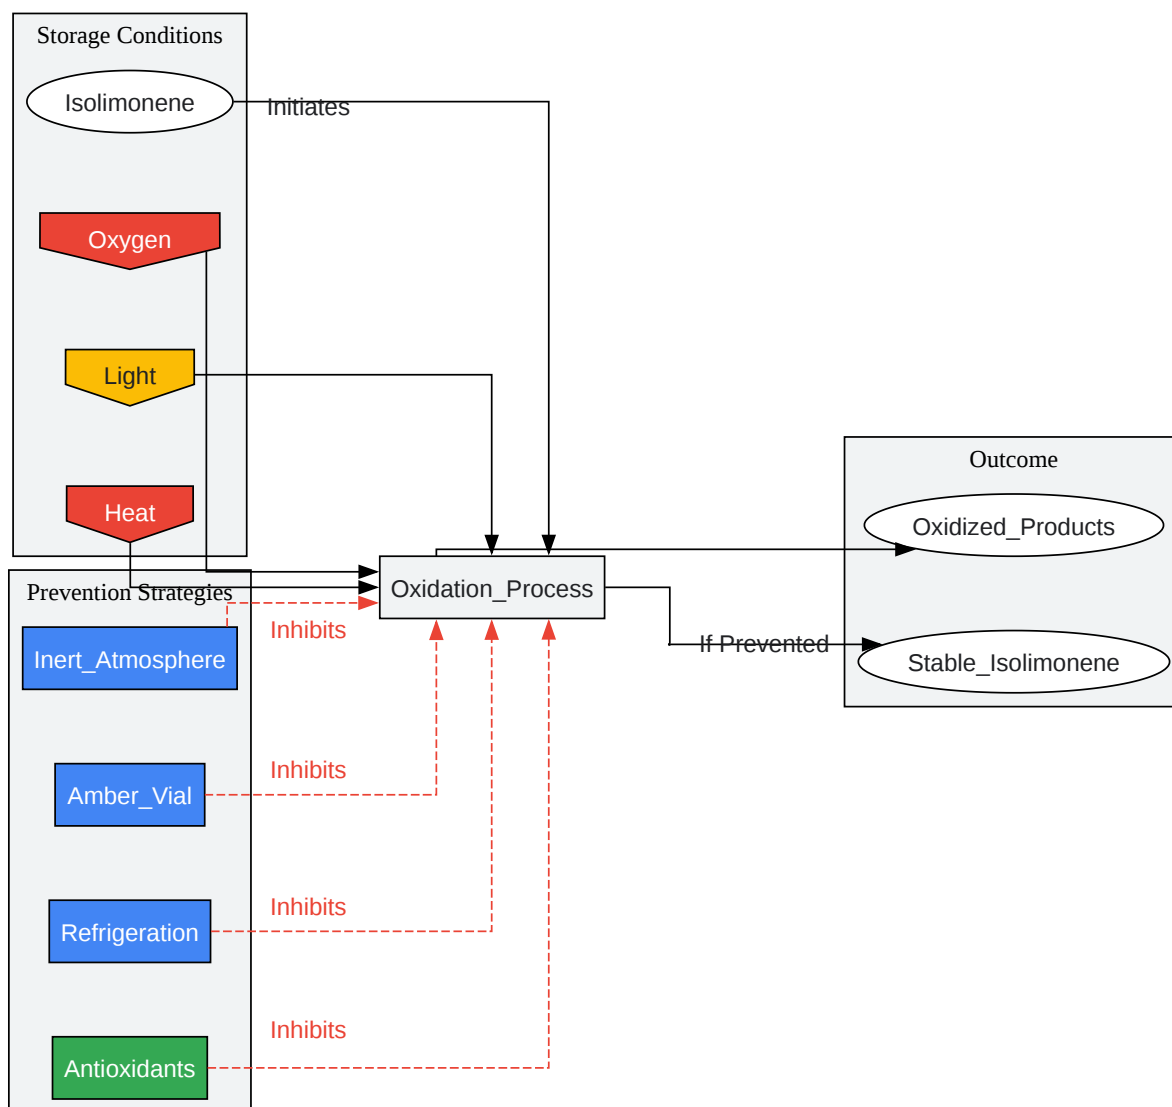 Storage Conditions
Isolimonene
Initiates
Oxygen
Light
Heat
Outcome
Oxidized_Products
Oxidation_Process
Prevention Strategies
Inhibits
If Prevented
Inert_Atmosphere
Stable_Isolimonene
Inhibits
Amber_Vial
Inhibits
Refrigeration
Inhibits
Antioxidants